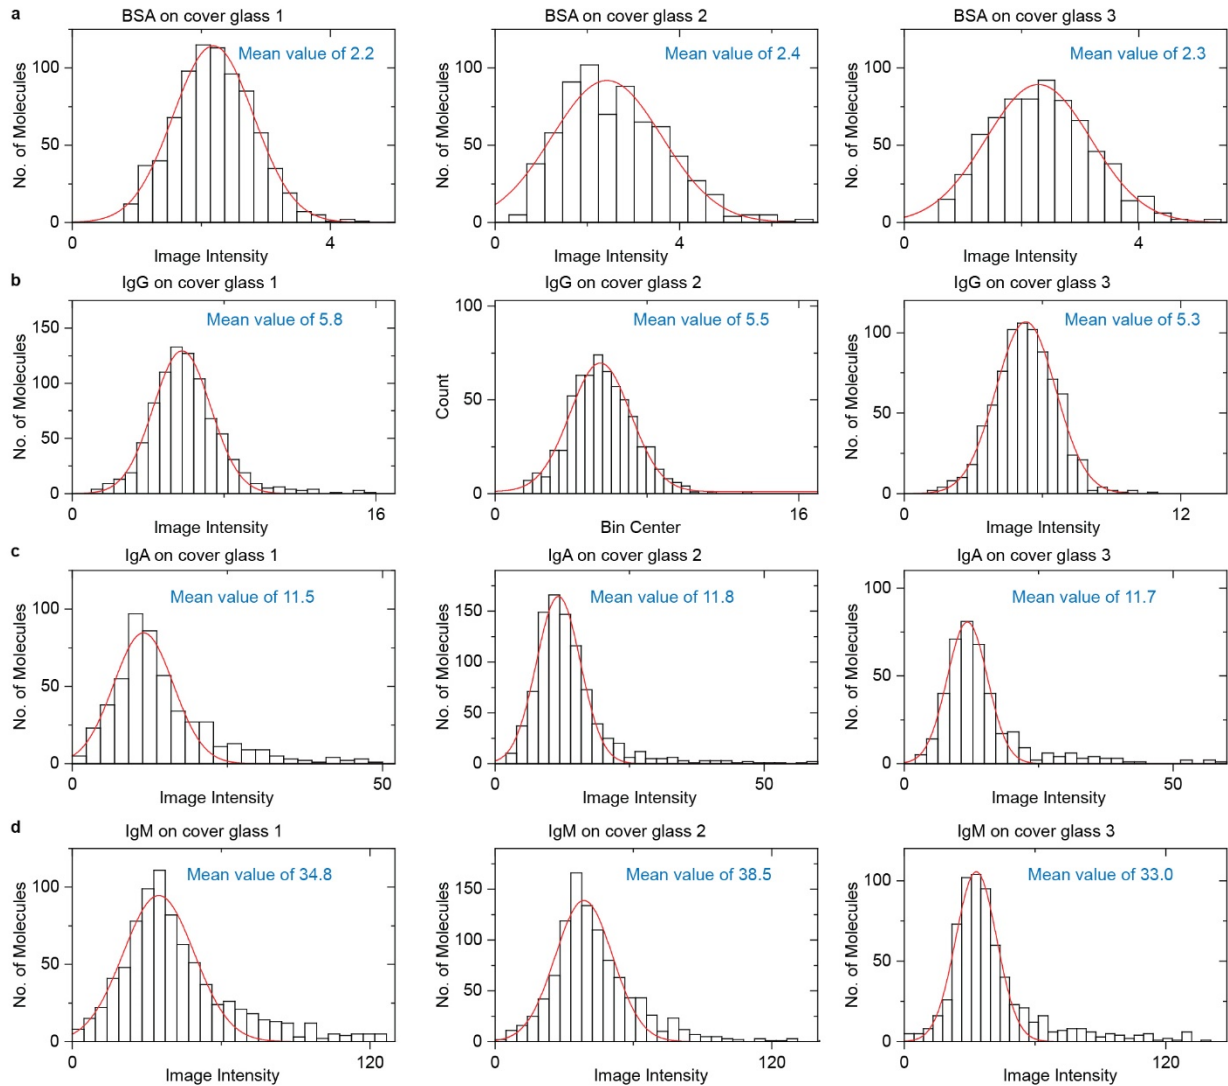 a
BSA on cover glass 1
BSA on cover glass 2
BSA on cover glass 3
Mean value of 2.2
Mean value of 2.4
Mean value of 2.3
No. of Molecules
100
50
0
0
4
Image Intensity
No. of Molecules
100
50
0
0
4
Image Intensity
No. of Molecules
100
50
0
0
4
Image Intensity
b
IgG on cover glass 1
IgG on cover glass 2
IgG on cover glass 3
Mean value of 5.8
Mean value of 5.5
Mean value of 5.3
No. of Molecules
150
100
50
0
0
16
Image Intensity
Count
100
50
0
0
16
Bin Center
No. of Molecules
100
50
0
0
12
Image Intensity
c
IgA on cover glass 1
IgA on cover glass 2
IgA on cover glass 3
Mean value of 11.5
Mean value of 11.8
Mean value of 11.7
No. of Molecules
100
50
0
0
50
Image Intensity
No. of Molecules
150
100
50
0
0
50
Image Intensity
No. of Molecules
100
50
0
0
50
Image Intensity
d
IgM on cover glass 1
IgM on cover glass 2
IgM on cover glass 3
Mean value of 34.8
Mean value of 38.5
Mean value of 33.0
No. of Molecules
100
50
0
0
120
Image Intensity
No. of Molecules
150
100
50
0
0
120
Image Intensity
No. of Molecules
100
50
0
0
120
Image Intensity